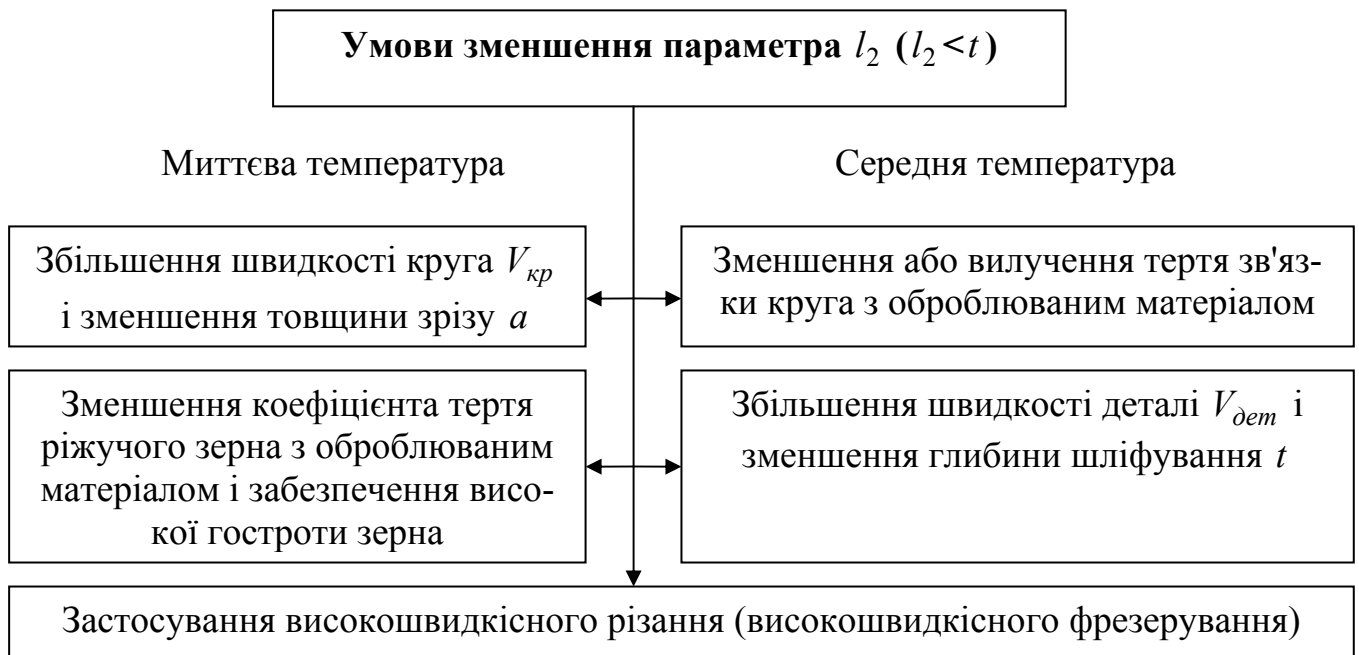 Умови зменшення параметра l₂ (l₂<t)
Миттєва температура
Середня температура
Збільшення швидкості круга Vкр
і зменшення товщини зрізу a
Зменшення або вилучення тертя зв'яз-
ки круга з оброблюваним матеріалом
Зменшення коефіцієнта тертя
ріжучого зерна з оброблюваним
матеріалом і забезпечення висо-
кої гостроти зерна
Збільшення швидкості деталі Vдет і
зменшення глибини шліфування t
Застосування високошвидкісного різання (високошвидкісного фрезерування)